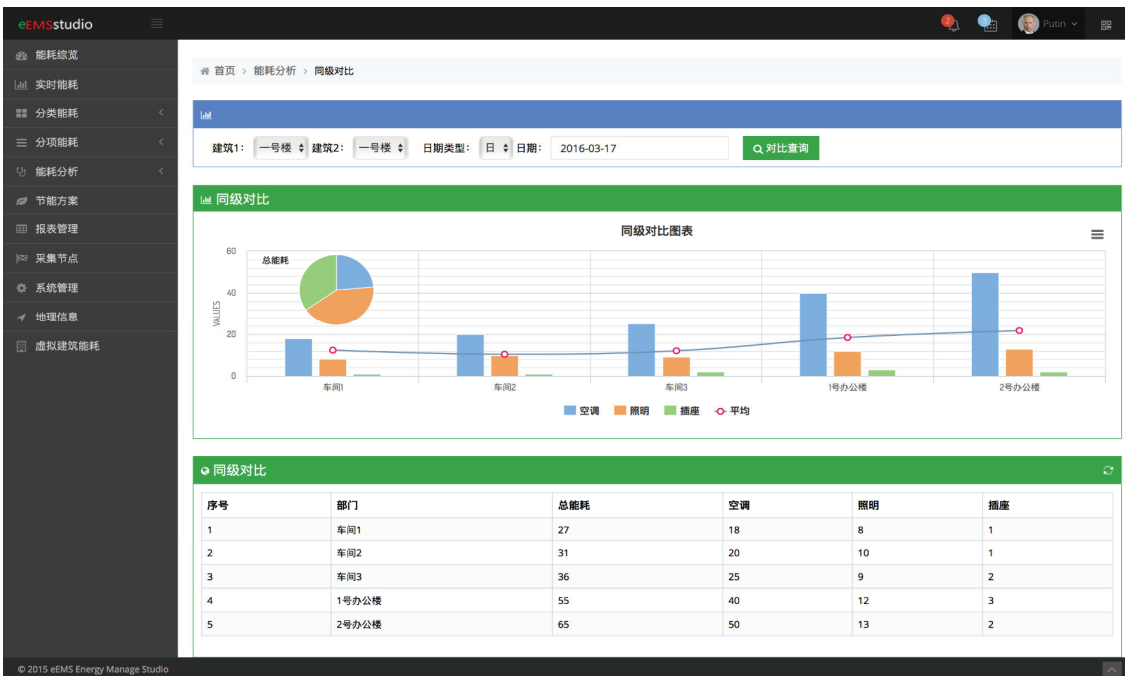 eEMSstudio
2
3
Putin
能耗综览
实时能耗
分类能耗
分项能耗
能耗分析
节能方案
报表管理
采集节点
系统管理
地理信息
虚拟建筑能耗
首页 > 能耗分析 > 同级对比
建筑1： 一号楼 建筑2： 一号楼 日期类型： 日 日期： 2016-03-17 对比查询
同级对比
同级对比图表
总能耗
VALUES
60
40
20
0
车间1 车间2 车间3 1号办公楼 2号办公楼
空调 照明 插座 平均
同级对比
序号 部门 总能耗 空调 照明 插座
1 车间1 27 18 8 1
2 车间2 31 20 10 1
3 车间3 36 25 9 2
4 1号办公楼 55 40 12 3
5 2号办公楼 65 50 13 2
© 2015 eEMS Energy Manage Studio